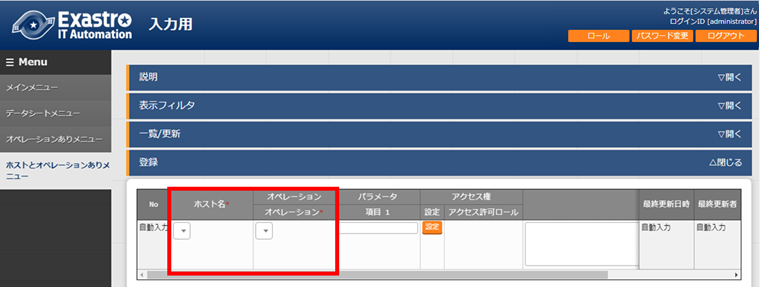 Exastro
IT Automation
入力用
ようこそ[システム管理者]さん
ログインID [administrator]
ロール
パスワード変更
ログアウト
Menu
メインメニュー
データシートメニュー
オペレーションありメニュー
ホストとオペレーションありメ
ニュー
説明
▽開く
表示フィルタ
▽開く
一覧/更新
▽開く
登録
△閉じる
No
ホスト名*
オペレーション
オペレーション*
パラメータ
項目 1
アクセス権
設定
アクセス許可ロール
最終更新日時
最終更新者
自動入力
設定
自動入力
自動入力